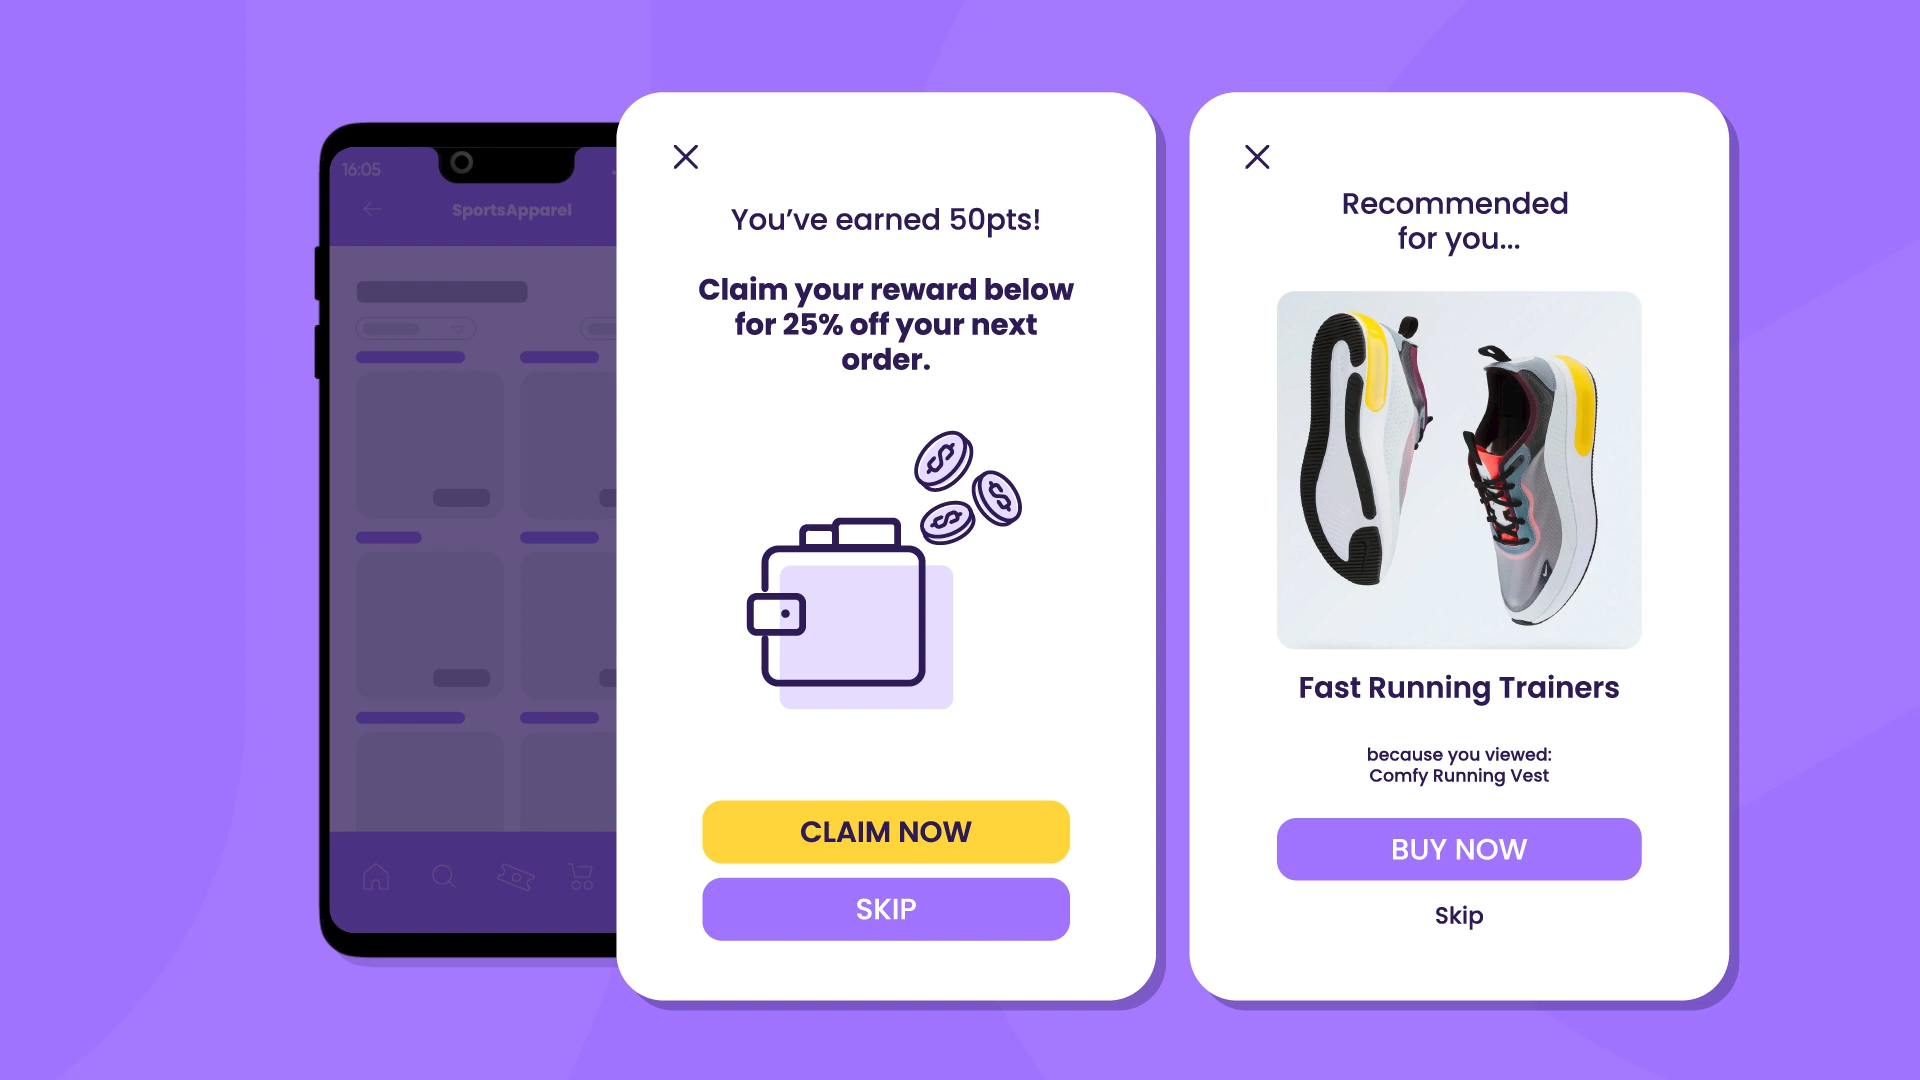 16:05
SportsApparel
You’ve earned 50pts!
Claim your reward below
for 25% off your next
order.
CLAIM NOW
SKIP
Recommended
for you...
Fast Running Trainers
because you viewed:
Comfy Running Vest
BUY NOW
Skip